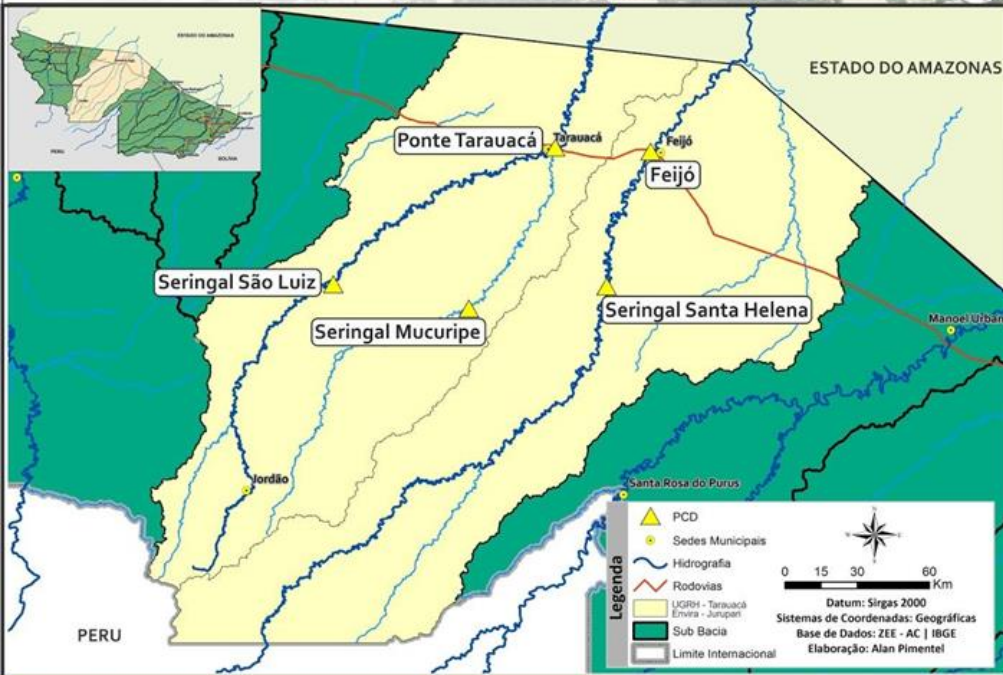 ESTADO DO AMAZONAS
PERU
BOLÍVIA
ESTADO DO AMAZONAS
Ponte Tarauacá
Tarauacá
Feijó
Feijó
Seringal São Luiz
Seringal Mucuripe
Seringal Santa Helena
Manoel Urban
Jordão
Santa Rosa do Purus
PERU
Legenda
PCD
Sedes Municipais
Hidrografia
Rodovias
UGRH - Tarauacá
Envira - Jurupari
Sub Bacia
Limite Internacional
0 15 30 60
Km
Datum: Sirgas 2000
Sistemas de Coordenadas: Geográficas
Base de Dados: ZEE - AC | IBGE
Elaboração: Alan Pimentel